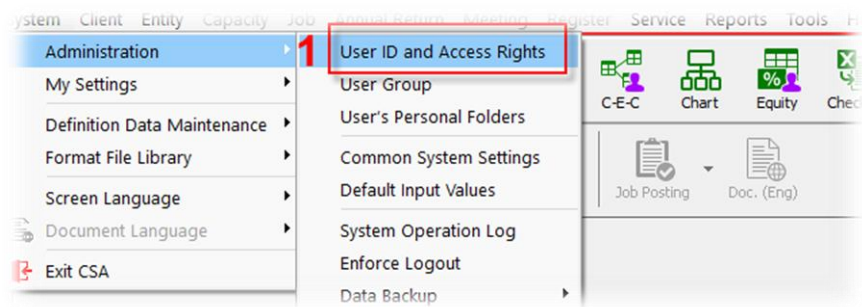 System Client Entity Capacity Job Annual Return Meeting Register Service Reports Tools
Administration
My Settings
Definition Data Maintenance
Format File Library
Screen Language
Document Language
Exit CSA
1
User ID and Access Rights
User Group
User's Personal Folders
Common System Settings
Default Input Values
System Operation Log
Enforce Logout
Data Backup
C-E-C
Chart
Equity
Chec
Job Posting
Doc. (Eng)